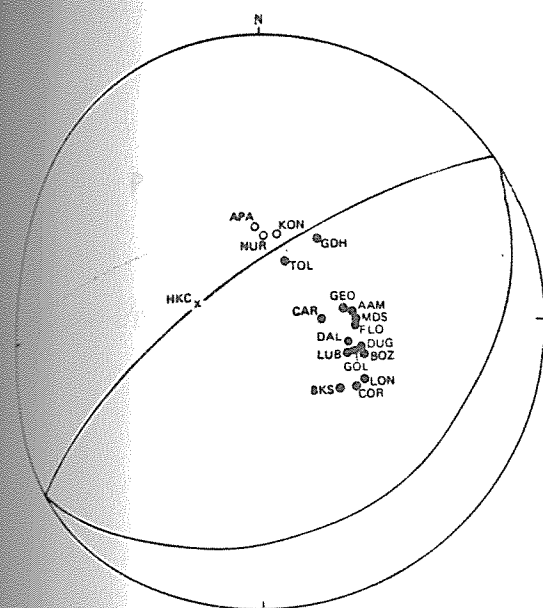 N
APA
KON
NUR
GDH
TOL
HKC x
GEO
AAM
CAR
MDS
FLO
DAL
DUG
LUB
BOZ
GOL
LON
BKS
COR